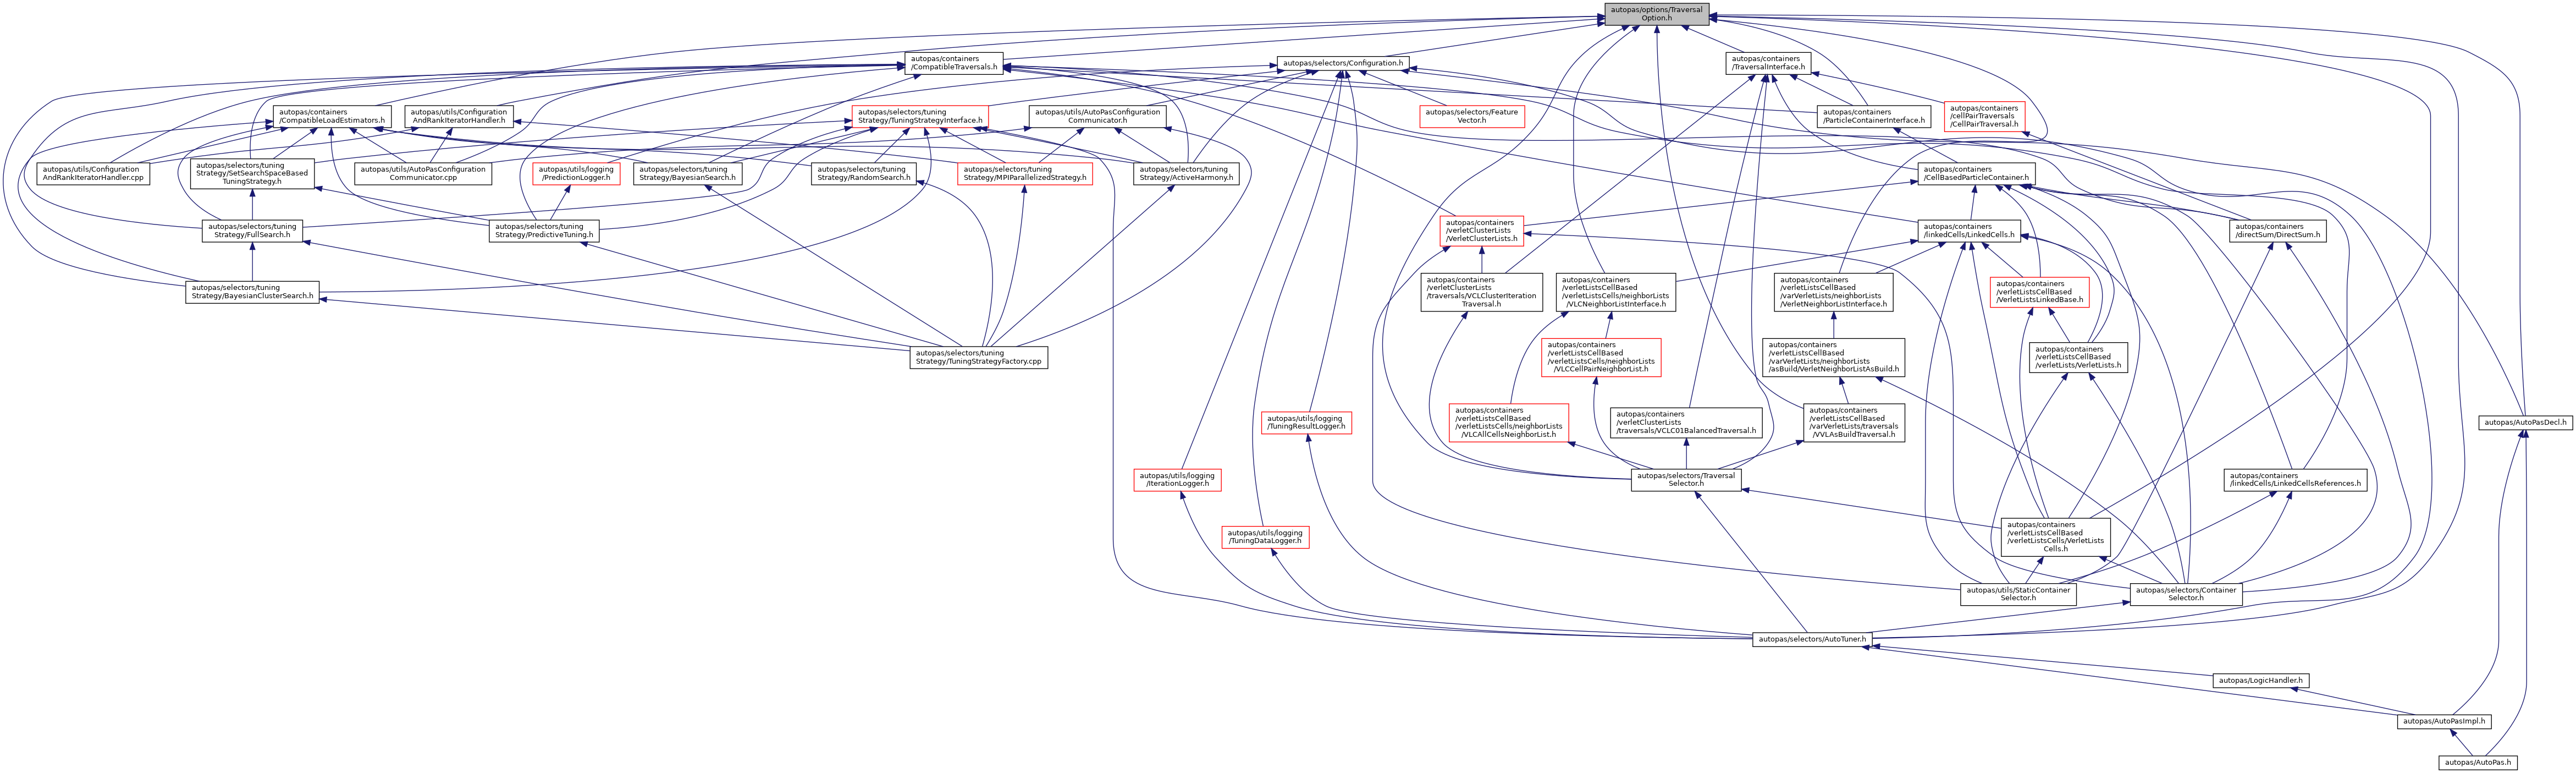 autopas/options/Traversal
Option.h
autopas/containers
/CompatibleTraversals.h
autopas/selectors/Configuration.h
autopas/containers
/TraversalInterface.h
autopas/containers
/CompatibleLoadEstimators.h
autopas/utils/Configuration
AndRankIteratorHandler.h
autopas/selectors/tuning
Strategy/TuningStrategyInterface.h
autopas/utils/AutoPasConfiguration
Communicator.h
autopas/selectors/Feature
Vector.h
autopas/containers
/ParticleContainerInterface.h
autopas/containers
/cellPairTraversals
/CellPairTraversal.h
autopas/utils/Configuration
AndRankIteratorHandler.cpp
autopas/selectors/tuning
Strategy/SetSearchSpaceBased
TuningStrategy.h
autopas/utils/AutoPasConfiguration
Communicator.cpp
autopas/utils/logging
/PredictionLogger.h
autopas/selectors/tuning
Strategy/BayesianSearch.h
autopas/selectors/tuning
Strategy/RandomSearch.h
autopas/selectors/tuning
Strategy/MPIParallelizedStrategy.h
autopas/selectors/tuning
Strategy/ActiveHarmony.h
autopas/containers
/CellBasedParticleContainer.h
autopas/selectors/tuning
Strategy/FullSearch.h
autopas/selectors/tuning
Strategy/PredictiveTuning.h
autopas/containers
/verletClusterLists
/VerletClusterLists.h
autopas/containers
/linkedCells/LinkedCells.h
autopas/containers
/directSum/DirectSum.h
autopas/selectors/tuning
Strategy/BayesianClusterSearch.h
autopas/containers
/verletClusterLists
/traversals/VCLClusterIteration
Traversal.h
autopas/containers
/verletListsCellBased
/verletListsCells/neighborLists
/VLCNeighborListInterface.h
autopas/containers
/verletListsCellBased
/varVerletLists/neighborLists
/VerletNeighborListInterface.h
autopas/containers
/verletListsCellBased
/VerletListsLinkedBase.h
autopas/selectors/tuning
Strategy/TuningStrategyFactory.cpp
autopas/containers
/verletListsCellBased
/verletListsCells/neighborLists
/VLCCellPairNeighborList.h
autopas/containers
/verletListsCellBased
/varVerletLists/neighborLists
/asBuild/VerletNeighborListAsBuild.h
autopas/containers
/verletListsCellBased
/verletLists/VerletLists.h
autopas/utils/logging
/TuningResultLogger.h
autopas/containers
/verletListsCellBased
/verletListsCells/neighborLists
/VLCAllCellsNeighborList.h
autopas/containers
/verletClusterLists
/traversals/VCLC01BalancedTraversal.h
autopas/containers
/verletListsCellBased
/varVerletLists/traversals
/VVLAsBuildTraversal.h
autopas/AutoPasDecl.h
autopas/utils/logging
/IterationLogger.h
autopas/selectors/Traversal
Selector.h
autopas/containers
/linkedCells/LinkedCellsReferences.h
autopas/utils/logging
/TuningDataLogger.h
autopas/containers
/verletListsCellBased
/verletListsCells/VerletLists
Cells.h
autopas/utils/StaticContainer
Selector.h
autopas/selectors/Container
Selector.h
autopas/selectors/AutoTuner.h
autopas/LogicHandler.h
autopas/AutoPasImpl.h
autopas/AutoPas.h